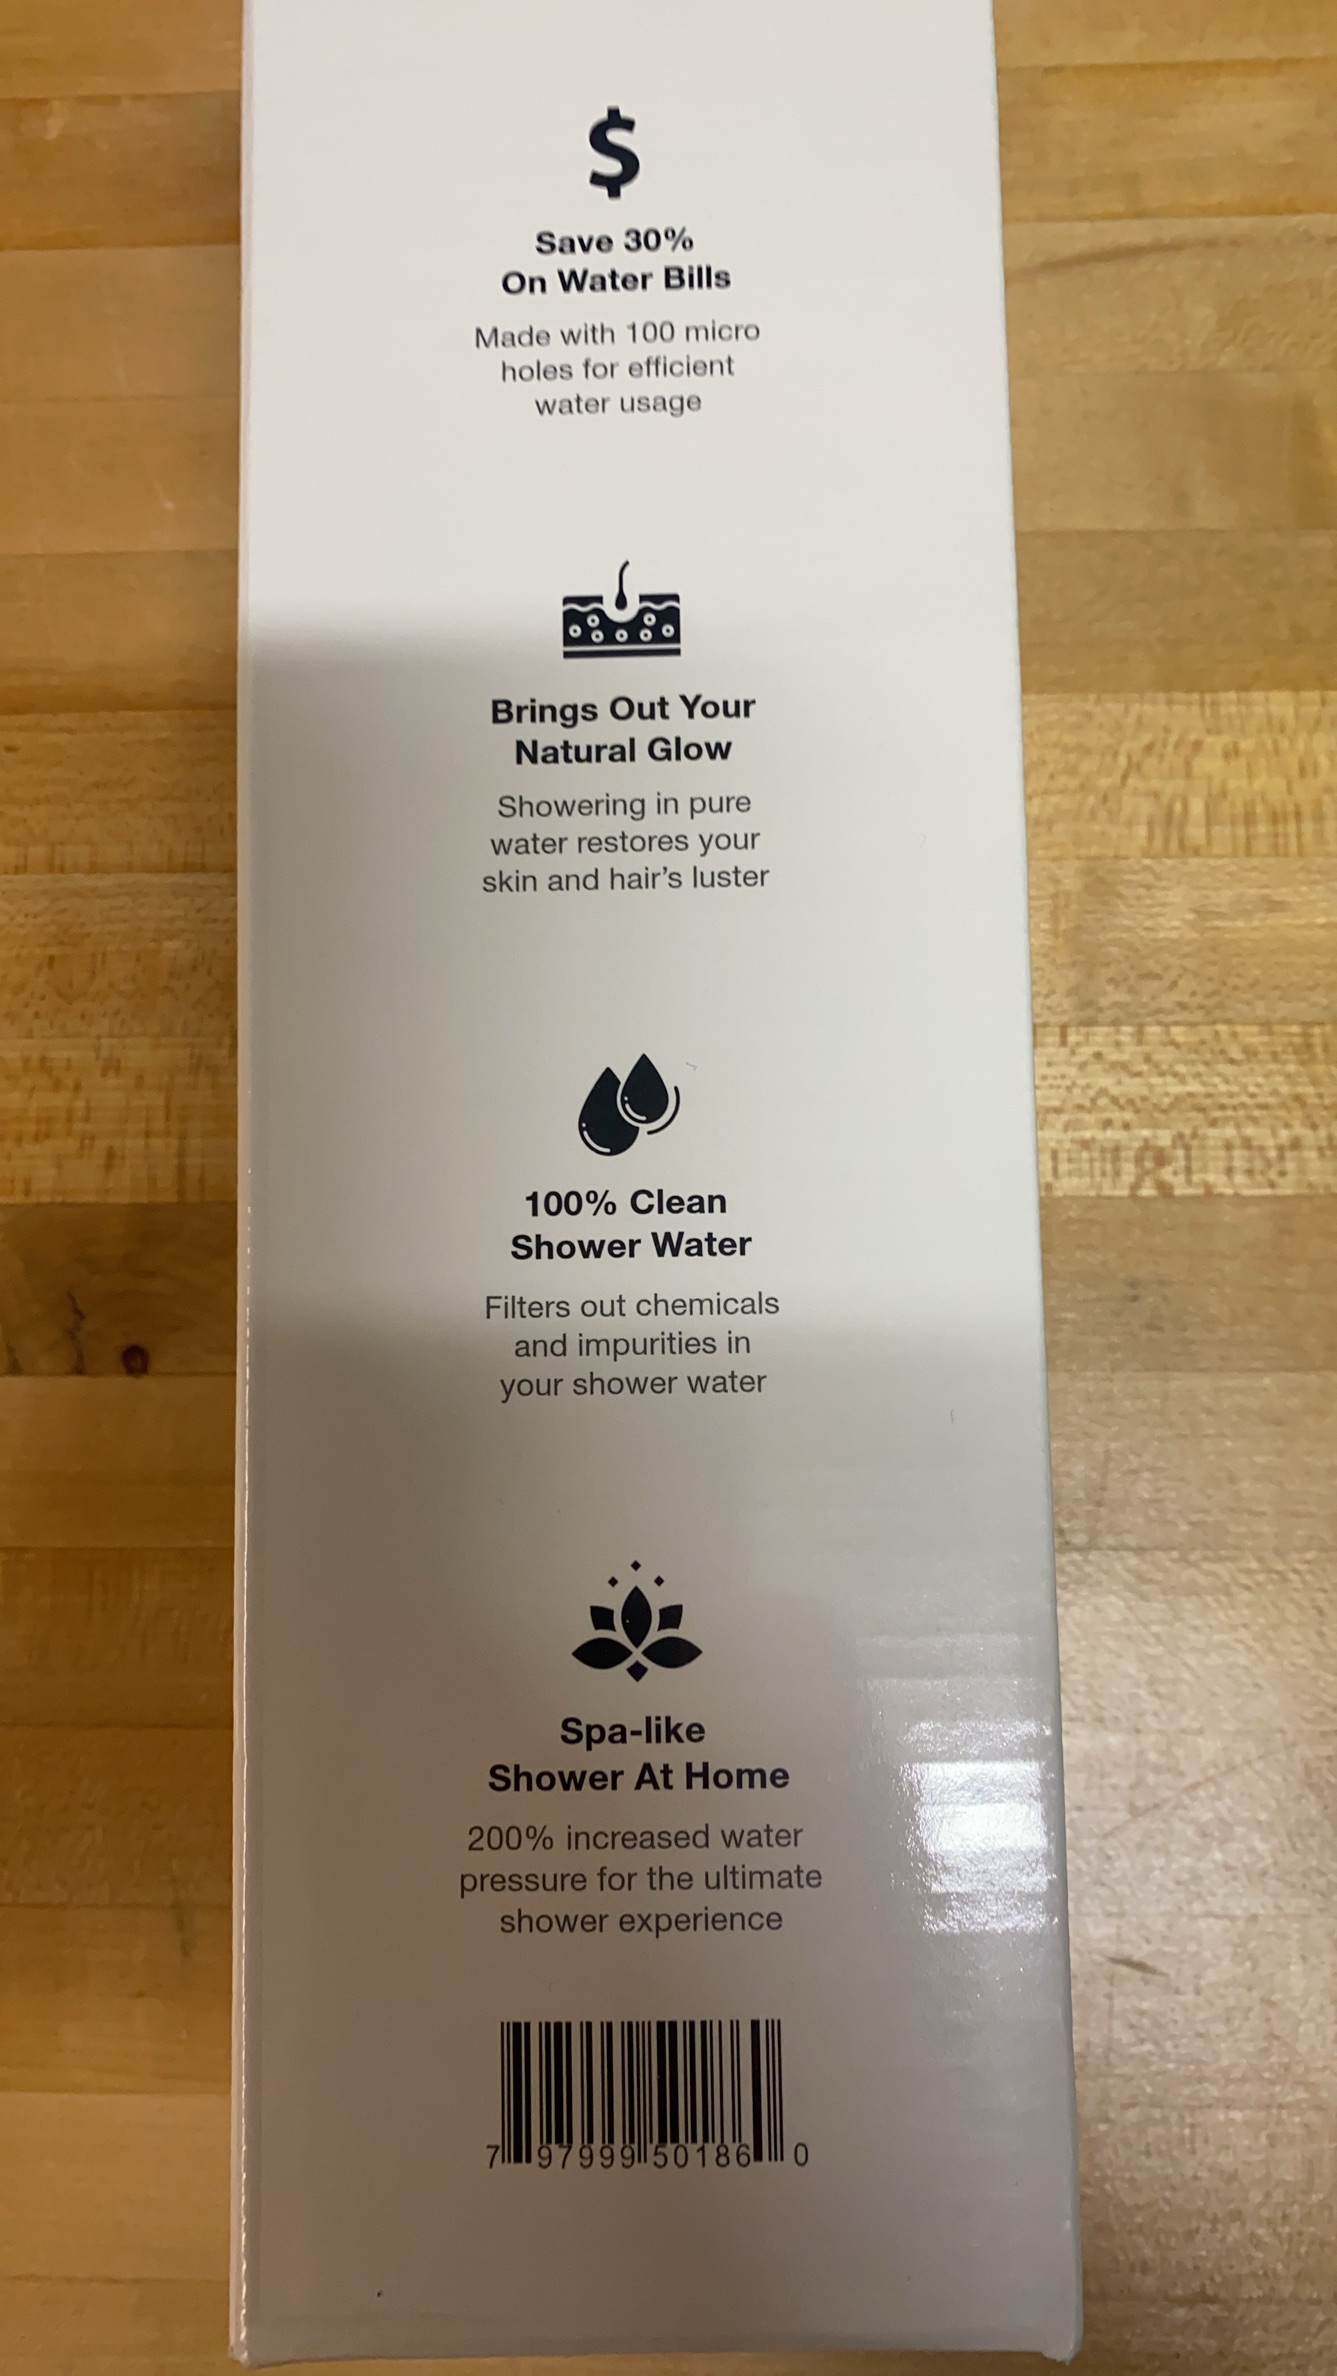 $
Save 30%
On Water Bills
Made with 100 micro
holes for efficient
water usage
Brings Out Your
Natural Glow
Showering in pure
water restores your
skin and hair's luster
100% Clean
Shower Water
Filters out chemicals
and impurities in
your shower water
Spa-like
Shower At Home
200% increased water
pressure for the ultimate
shower experience
7 97999 50186 0